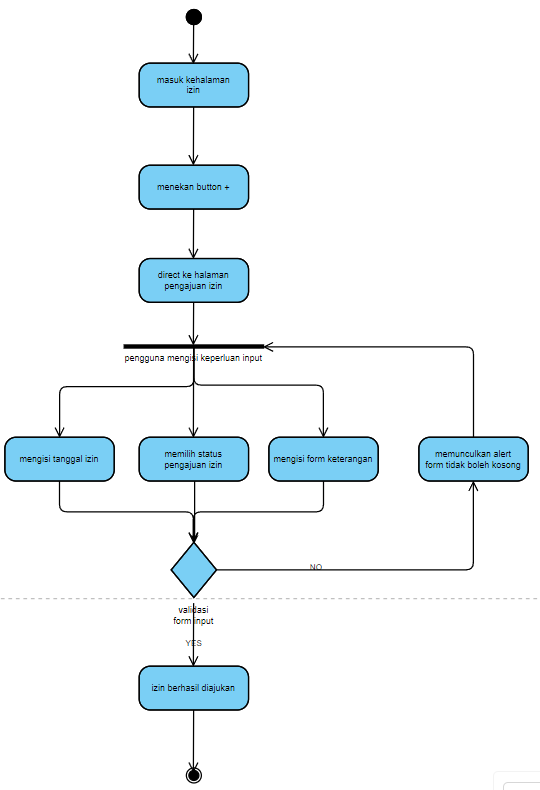 masuk kehalaman
izin
menekan button +
direct ke halaman
pengajuan izin
pengguna mengisi keperluan input
mengisi tanggal izin
memilih status
pengajuan izin
mengisi form keterangan
memunculkan alert
form tidak boleh kosong
NO
validasi
form input
YES
izin berhasil diajukan